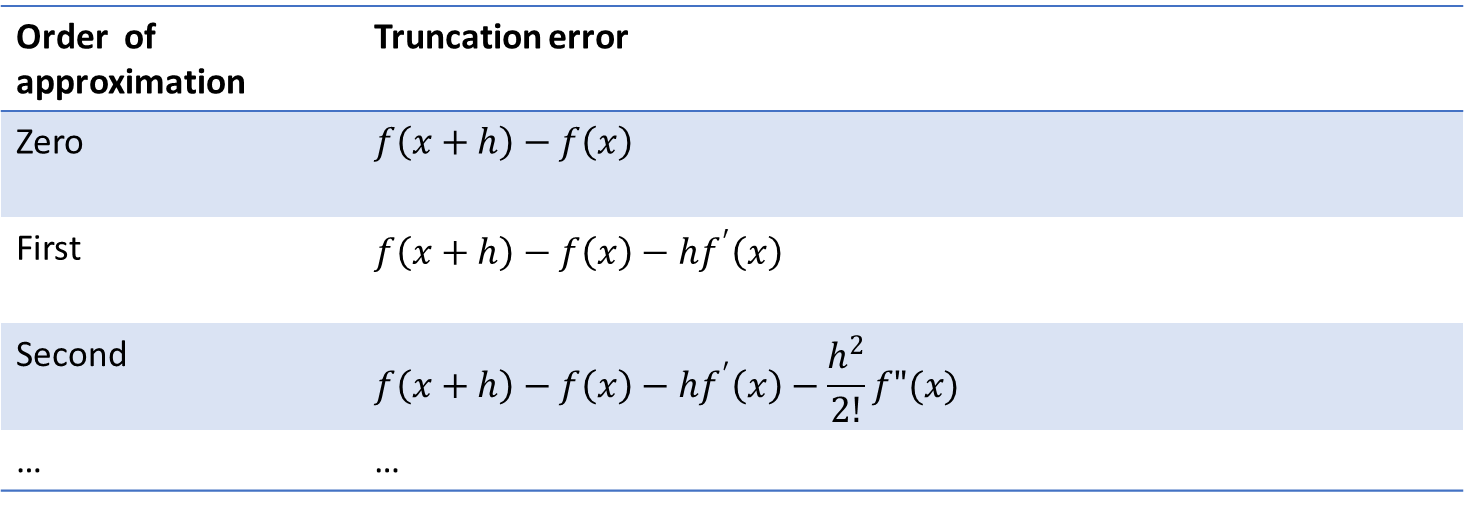 Order of Truncation error
approximation
Zero f(x + h) − f(x)
First f(x + h) − f(x) − hf′(x)
Second f(x + h) − f(x) − hf′(x) − h²/2! f"(x)
... ...